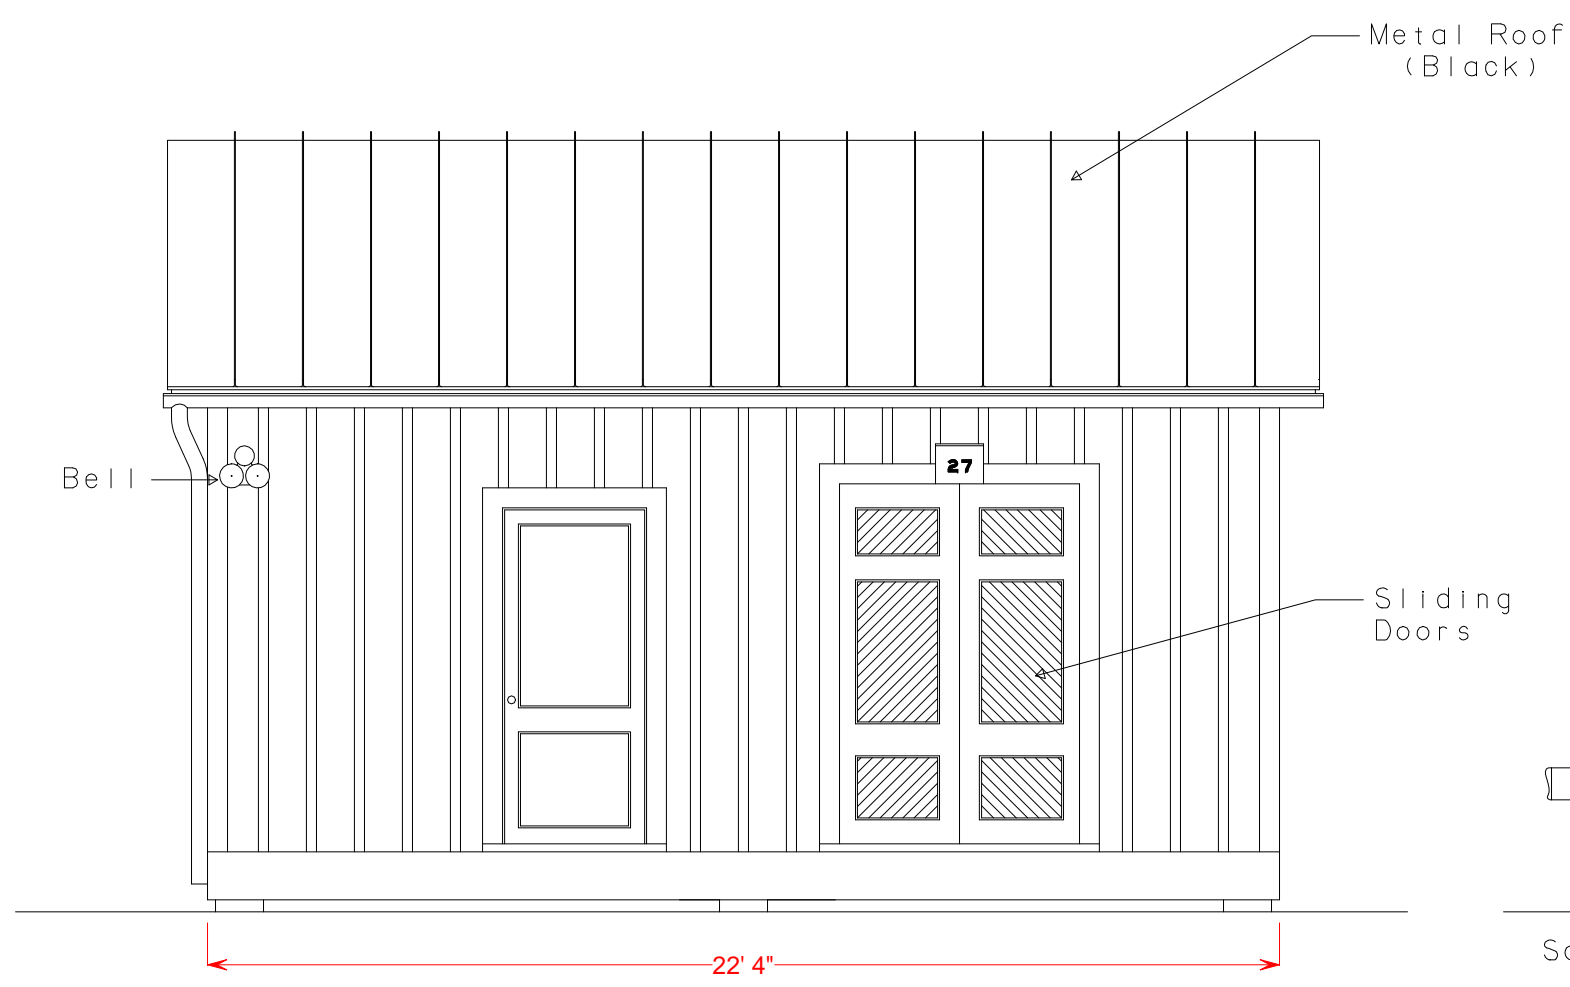 Metal Roof
(Black)
27
Bell
Sliding
Doors
22' 4"